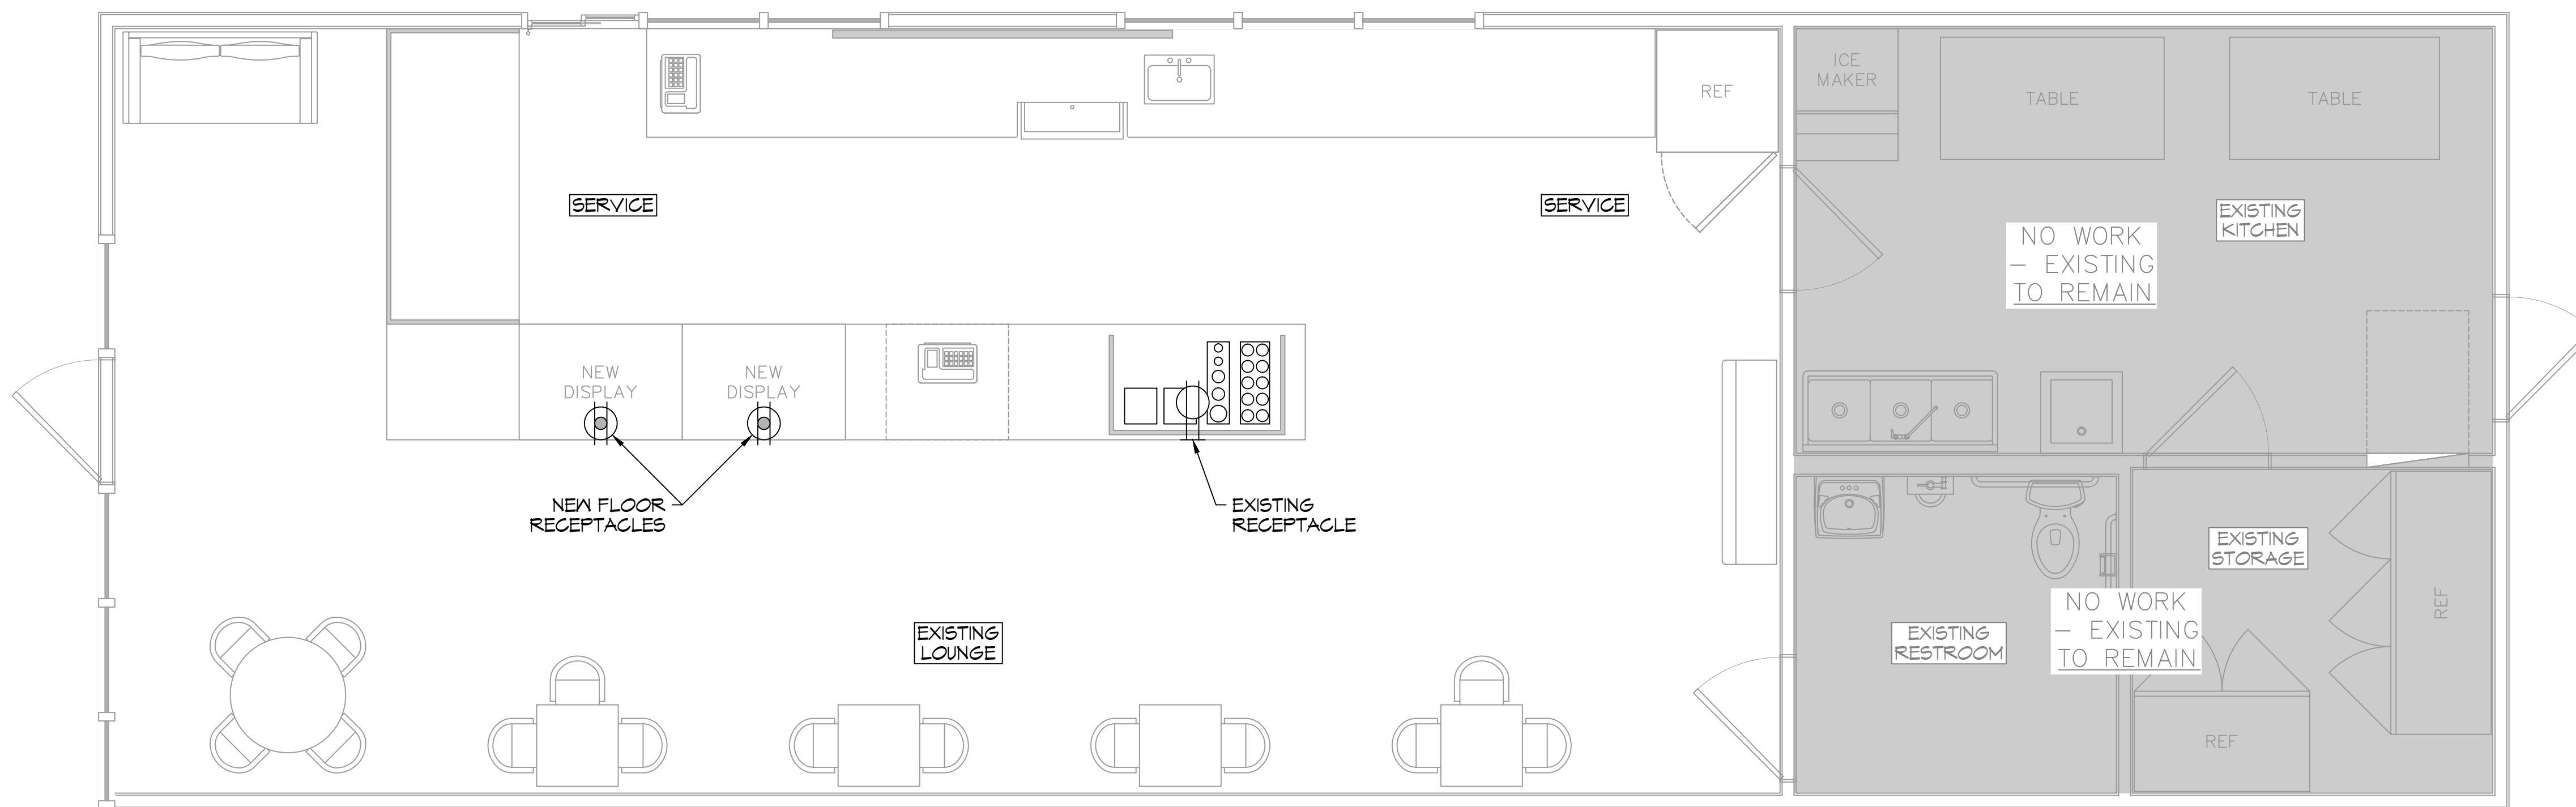 ICE
MAKER
TABLE
TABLE
REF
SERVICE
SERVICE
EXISTING
KITCHEN
NO WORK
- EXISTING
TO REMAIN
NEW
DISPLAY
NEW
DISPLAY
NEW FLOOR
RECEPTACLES
EXISTING
RECEPTACLE
EXISTING
STORAGE
NO WORK
- EXISTING
TO REMAIN
REF
EXISTING
LOUNGE
EXISTING
RESTROOM
REF